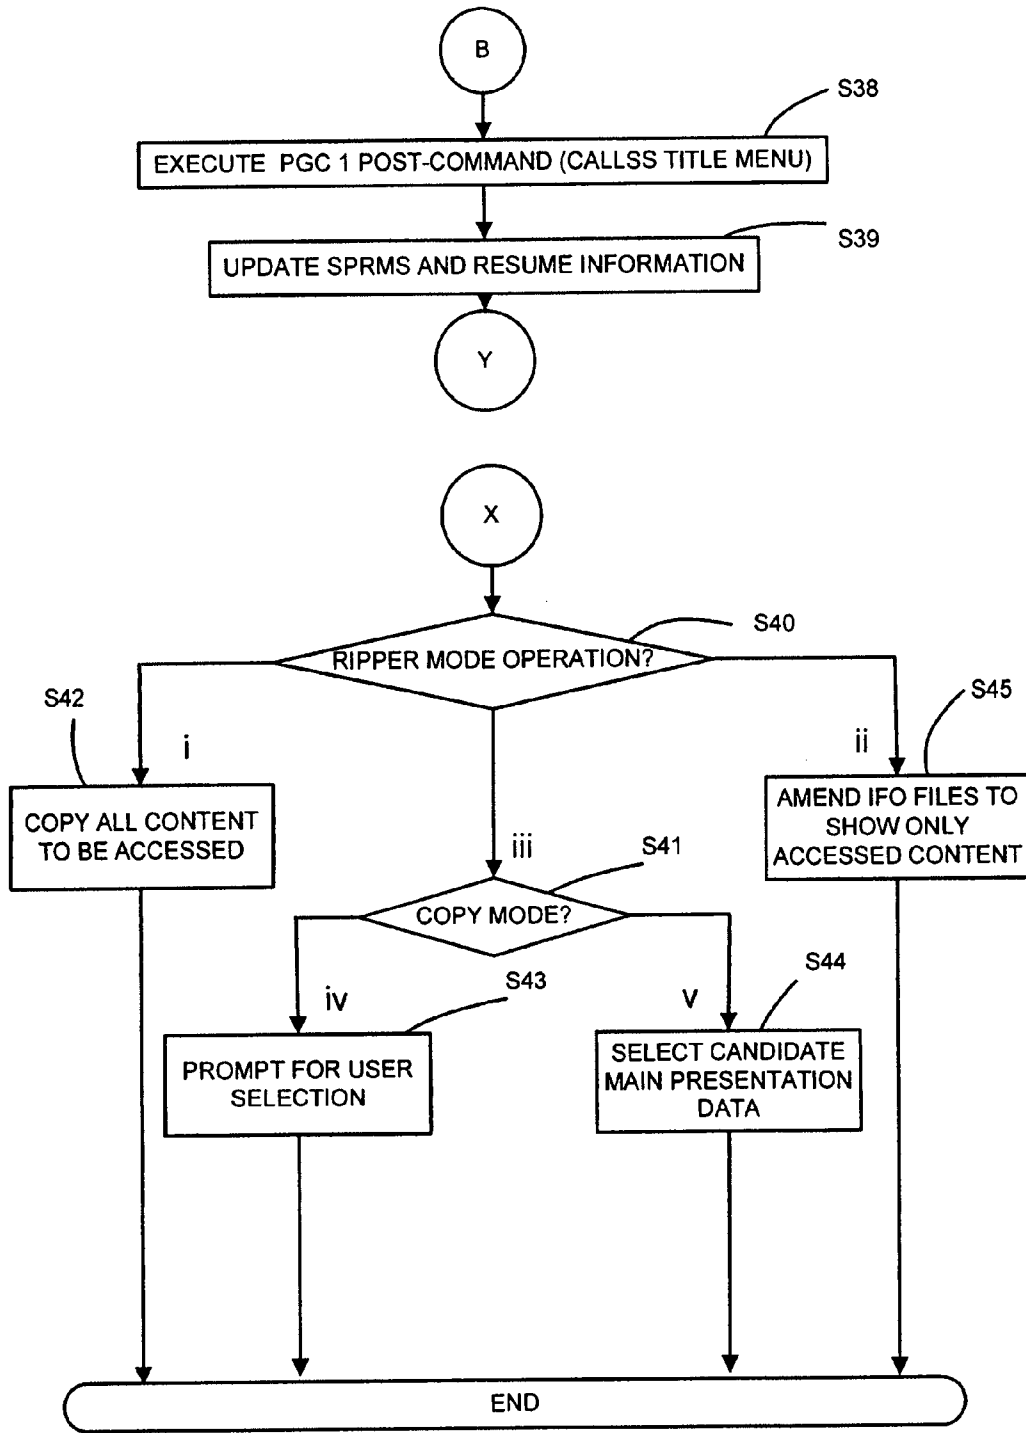 B
S38
EXECUTE PGC 1 POST-COMMAND (CALLSS TITLE MENU)
S39
UPDATE SPRMS AND RESUME INFORMATION
Y
X
S40
RIPPER MODE OPERATION?
S42
S45
i
ii
COPY ALL CONTENT
TO BE ACCESSED
AMEND IFO FILES TO
SHOW ONLY
ACCESSED CONTENT
iii
S41
COPY MODE?
iv
S43
v
S44
PROMPT FOR USER
SELECTION
SELECT CANDIDATE
MAIN PRESENTATION
DATA
END